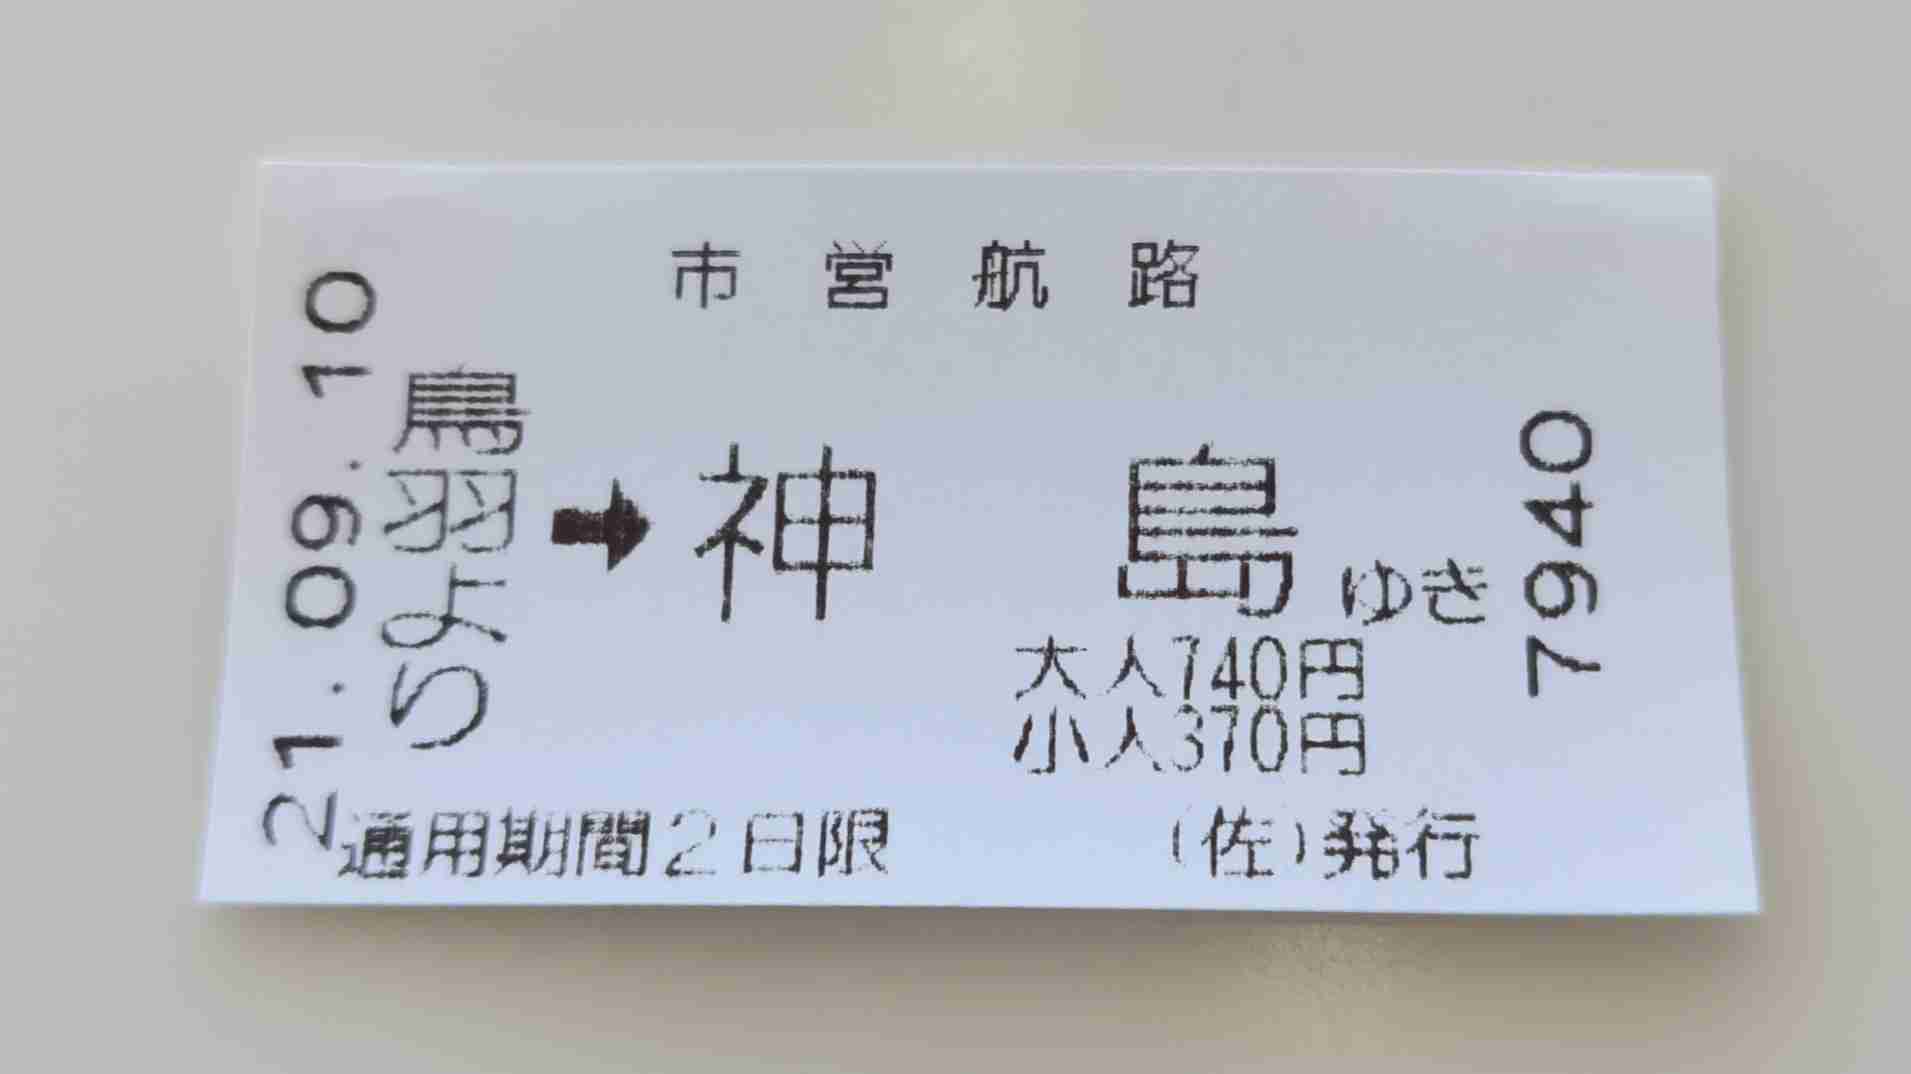 市営航路
21.09.10
鳥羽より
➡
神島ゆき
大人740円
小人370円
通用期間2日限
(佐)発行
7940